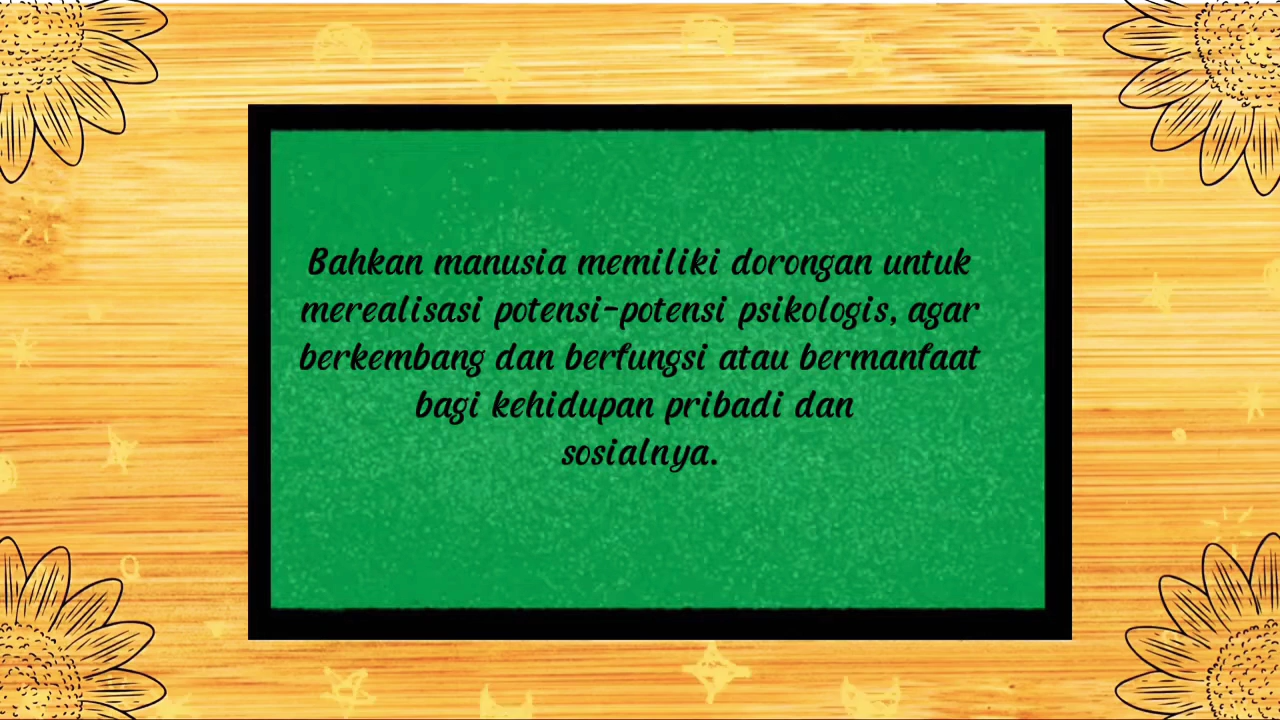 Bahkan manusia memiliki dorongan untuk
merealisasi potensi-potensi psikologis, agar
berkembang dan berfungsi atau bermanfaat
bagi kehidupan pribadi dan
sosialnya.